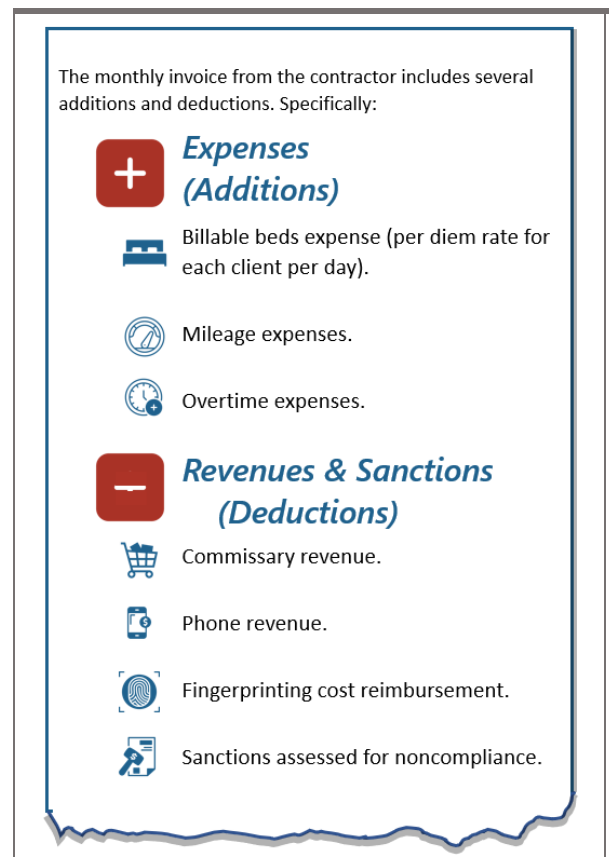 The monthly invoice from the contractor includes several
additions and deductions. Specifically:
Expenses
(Additions)
Billable beds expense (per diem rate for
each client per day).
Mileage expenses.
Overtime expenses.
Revenues & Sanctions
(Deductions)
Commissary revenue.
Phone revenue.
Fingerprinting cost reimbursement.
Sanctions assessed for noncompliance.